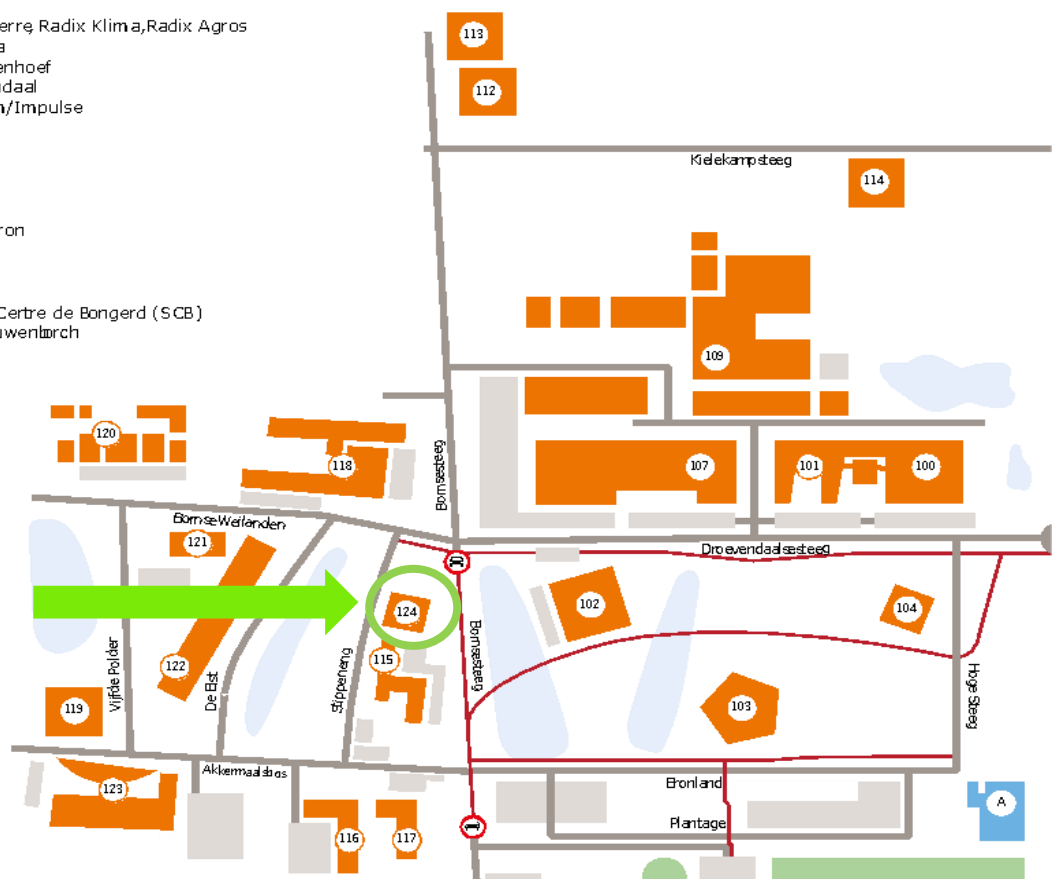 erre, Radix Klima,Radix Agros
a
enhoef
daal
n/Impulse
ron
Centre de Bongerd (SCB)
uwenborch
113
112
Kielekampsteeg
114
109
120
118
Bornsesteeg
107
101
100
Bornse Weilanden
121
Droevendaalsesteeg
124
102
104
Bornsesteeg
115
122
Vijfde Polder
De Elst
Stippeneng
Hoge Steeg
119
103
Akkermaalsbos
123
Bronland
A
Plantage
116
117
1